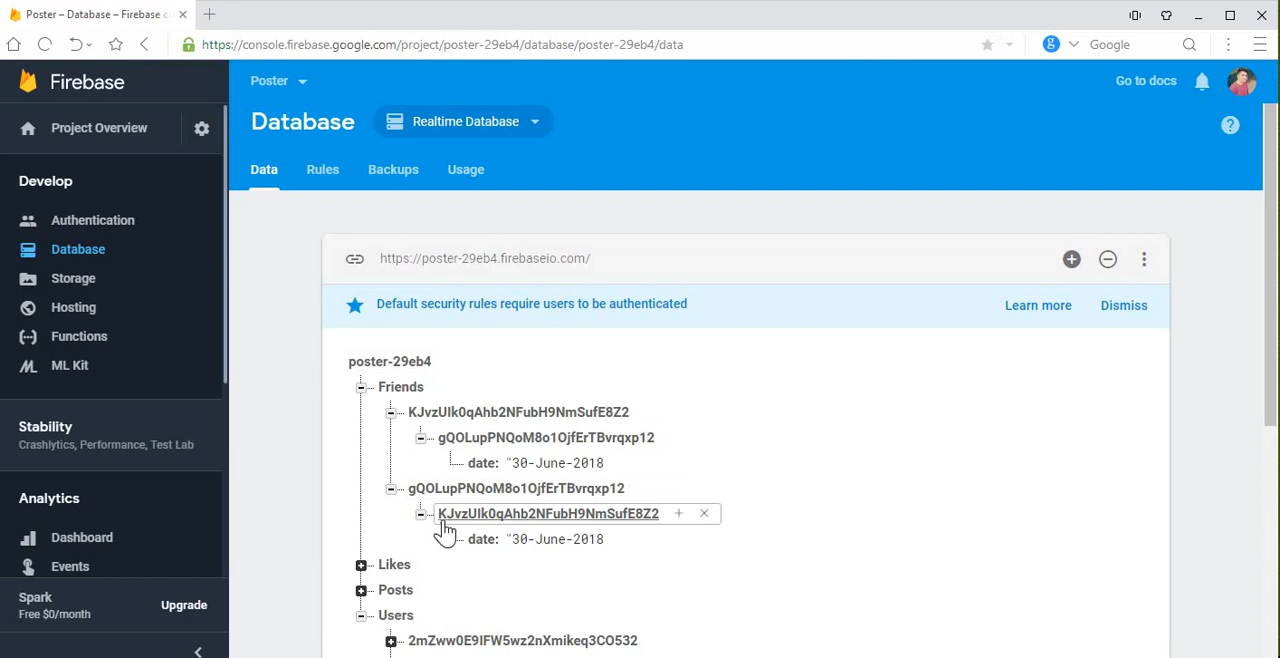 Poster – Database – Firebase c
https://console.firebase.google.com/project/poster-29eb4/database/poster-29eb4/data
Google
Firebase
Poster
Go to docs
Project Overview
Database
Realtime Database
Data
Rules
Backups
Usage
Develop
Authentication
Database
Storage
Hosting
Functions
ML Kit
Stability
Crashlytics, Performance, Test Lab
Analytics
Dashboard
Events
Spark
Free $0/month
Upgrade
https://poster-29eb4.firebaseio.com/
Default security rules require users to be authenticated
Learn more
Dismiss
poster-29eb4
Friends
KJvzUIk0qAhb2NFubH9NmSufE8Z2
gQOLupPNQoM8o1OjfErTBvrqxp12
date: "30-June-2018
gQOLupPNQoM8o1OjfErTBvrqxp12
KJvzUIk0qAhb2NFubH9NmSufE8Z2
date: "30-June-2018
Likes
Posts
Users
2mZww0E9IFW5wz2nXmikeq3CO532